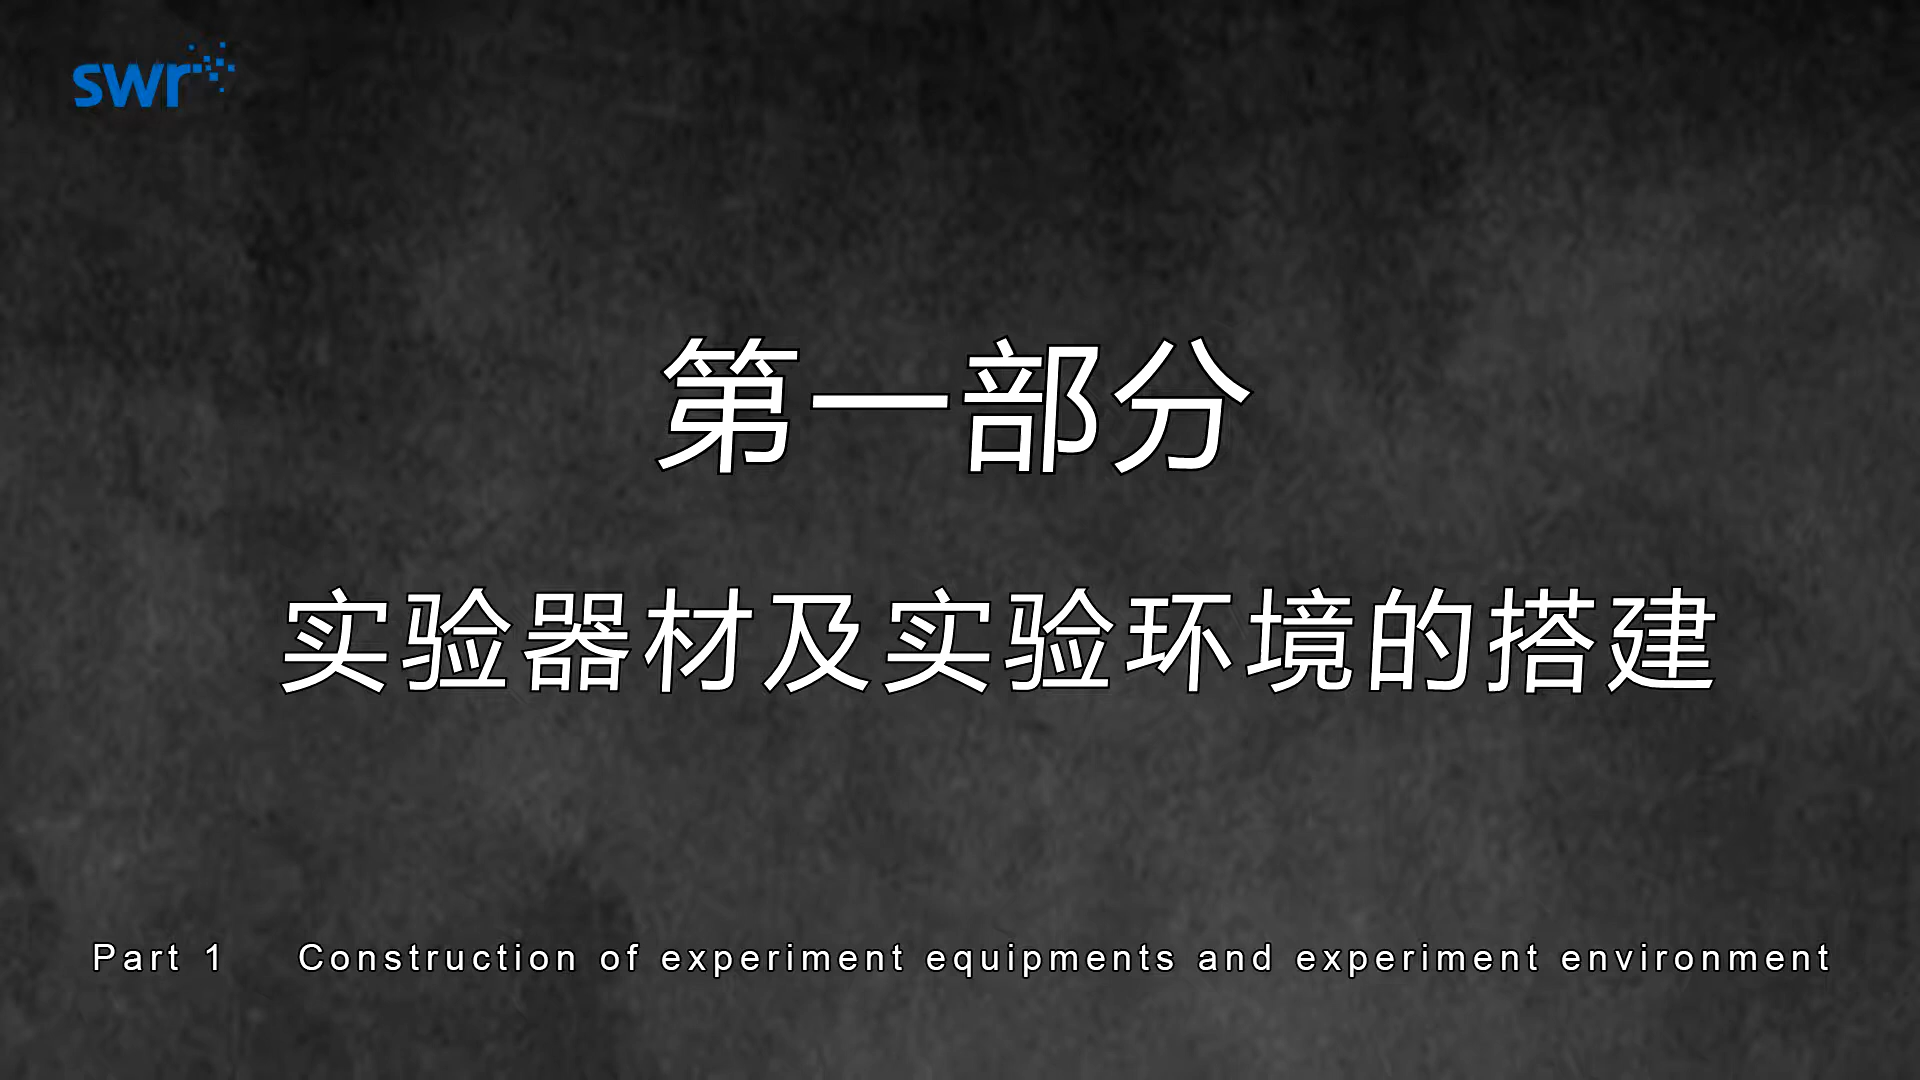 swr
第一部分
实验器材及实验环境的搭建
Part 1 Construction of experiment equipments and experiment environment